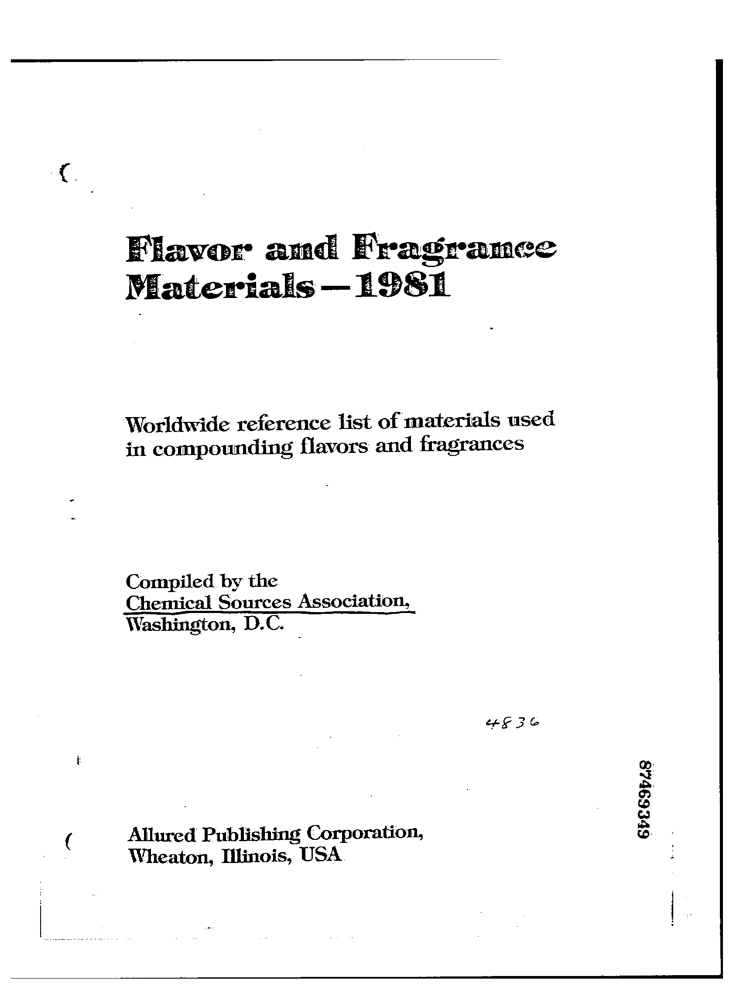 Flavor and Fragrance
Materials — 1981
Worldwide reference list of materials used
in compounding flavors and fragrances
Compiled by the
Chemical Sources Association,
Washington, D.C.
4836
87469349
Allured Publishing Corporation,
Wheaton, Illinois, USA